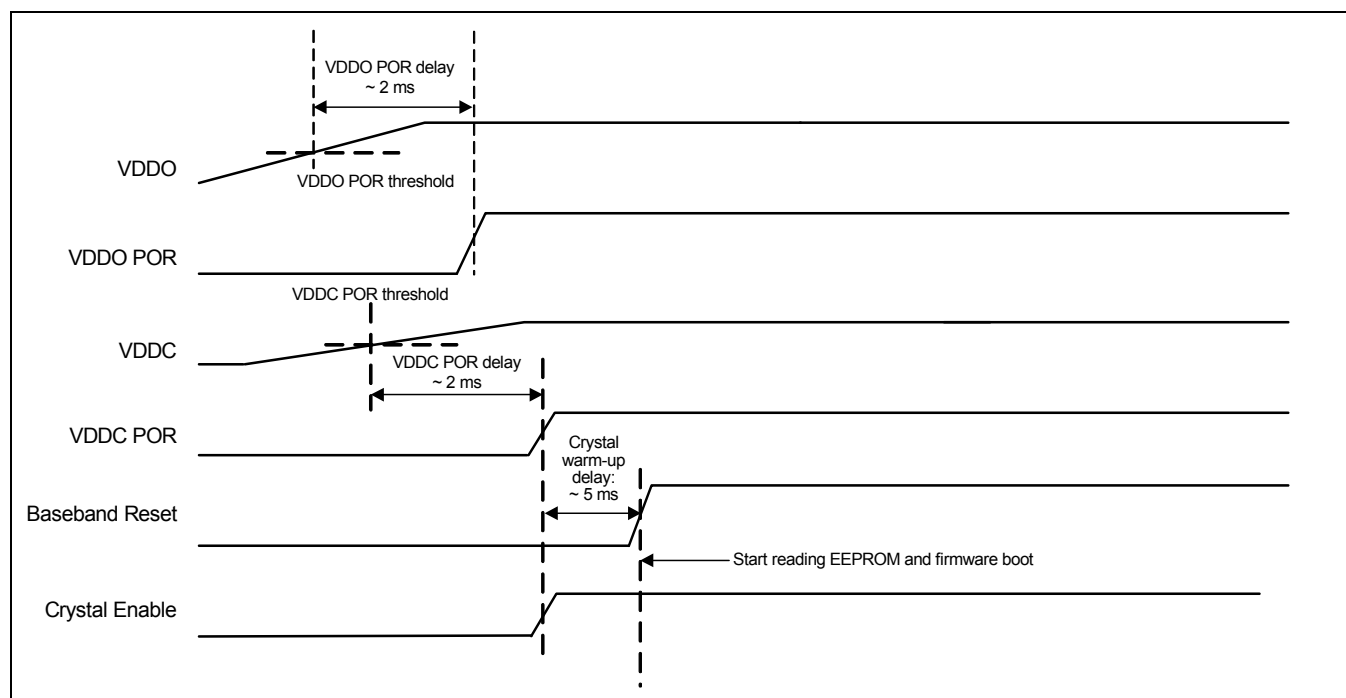 VDDO POR delay
~ 2 ms
VDDO
VDDO POR threshold
VDDO POR
VDDC POR threshold
VDDC
VDDC POR delay
~ 2 ms
VDDC POR
Crystal
warm-up
delay:
~ 5 ms
Baseband Reset
Start reading EEPROM and firmware boot
Crystal Enable